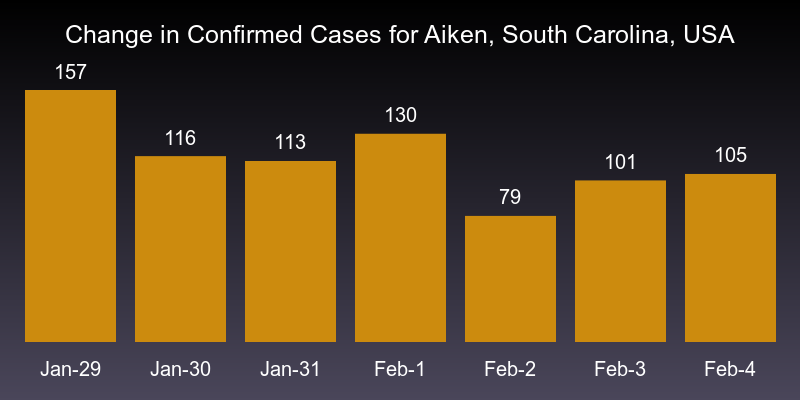 Change in Confirmed Cases for Aiken, South Carolina, USA
157
116
113
130
79
101
105
Jan-29
Jan-30
Jan-31
Feb-1
Feb-2
Feb-3
Feb-4